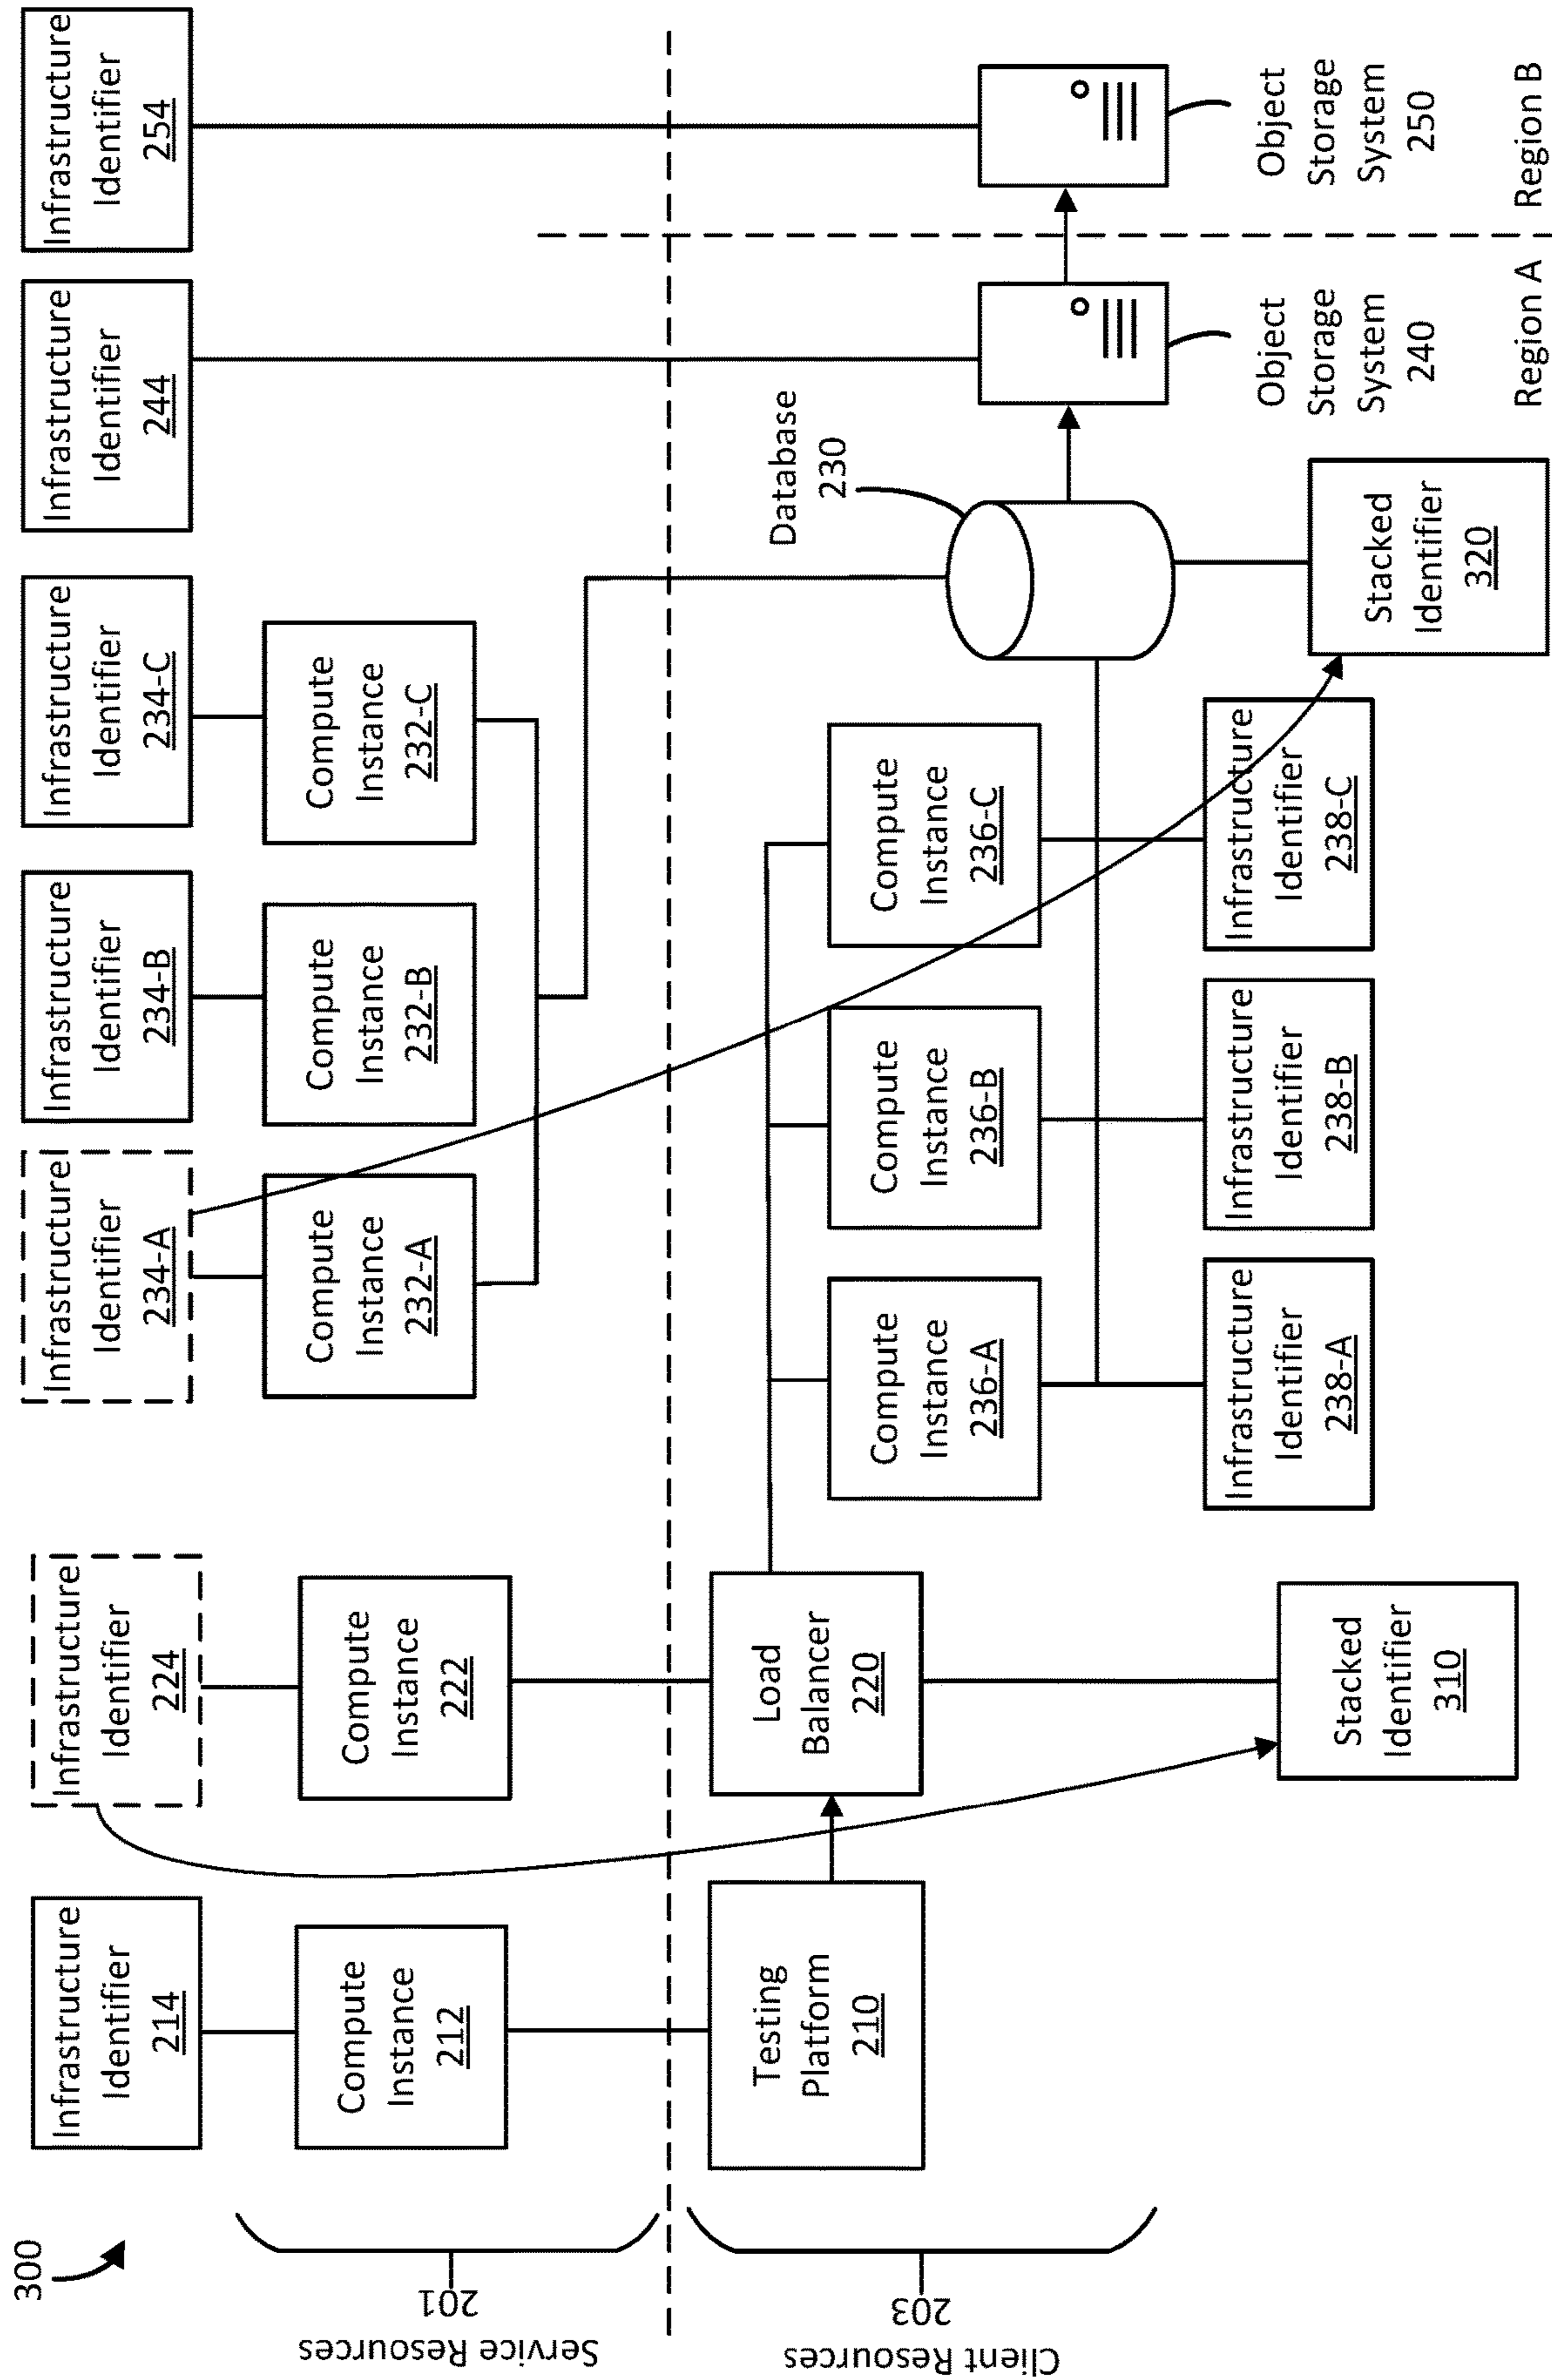 300
Infrastructure
Identifier
214
Infrastructure
Identifier
224
Infrastructure
Identifier
234-A
Infrastructure
Identifier
234-B
Infrastructure
Identifier
234-C
Infrastructure
Identifier
244
Infrastructure
Identifier
254
Service Resources
201
Compute
Instance
212
Compute
Instance
222
Compute
Instance
232-A
Compute
Instance
232-B
Compute
Instance
232-C
Client Resources
203
Testing
Platform
210
Load
Balancer
220
Compute
Instance
236-A
Compute
Instance
236-B
Compute
Instance
236-C
Database
230
Infrastructure
Identifier
238-A
Infrastructure
Identifier
238-B
Infrastructure
Identifier
238-C
Stacked
Identifier
310
Stacked
Identifier
320
Object
Storage
System
240
Object
Storage
System
250
Region A
Region B